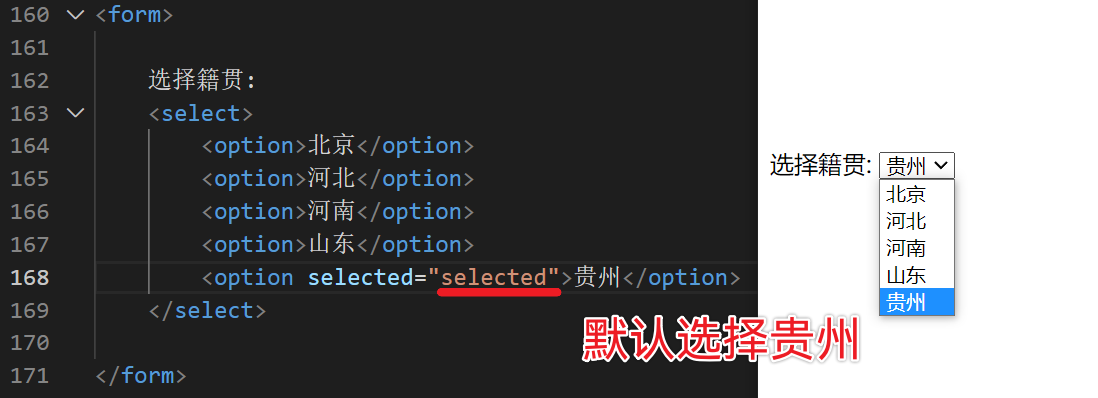 160 <form>
161
162 选择籍贯:
163 <select>
164 <option>北京</option>
165 <option>河北</option>
166 <option>河南</option>
167 <option>山东</option>
168 <option selected="selected">贵州</option>
169 </select>
170
171 </form>
默认选择贵州
选择籍贯: 贵州
北京
河北
河南
山东
贵州